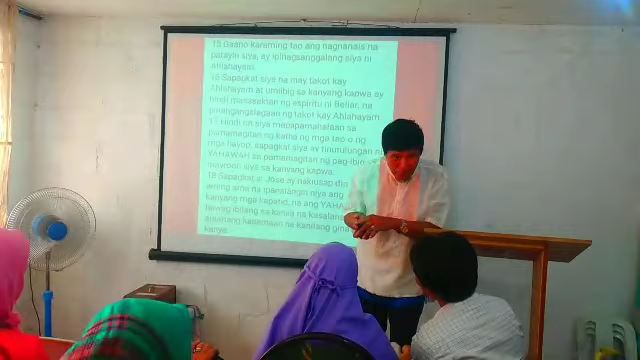 15 Gaano karaming tao ang nagnanais na
patayin siya, ay ipinagsanggalang siya ni
Ahlahayam.
16 Sapagkat siya na may takot kay
Ahlahayam at umiibig sa kanyang kapwa ay
hindi masasaktan ng espiritu ni Beliar, na
ng takot kay Ahlahayam.
17 Hindi rin siya mapapamahalaan sa
pamamagitan ng katha ng mga tao o ng
mga hayop, sapagkat siya ay tinutulungan ni
YAHAWAH sa pamamagitan ng pag-ibig
siya sa kanyang kapwa.
18 Sapagkat si Jose ay nakiusap din
aming ama na ipanalangin niya ang
kanyang mga kapatid, na ang YAHA
huwag ibilang sa kanila na kasalanan
anumang kasamaan na kanilang gina
kanya.